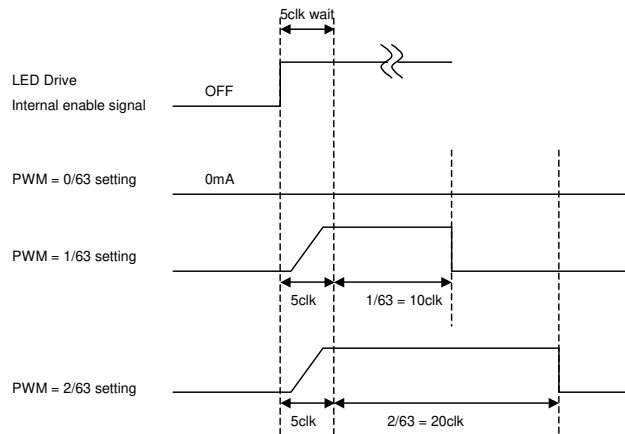 5clk wait
LED Drive
Internal enable signal
OFF
PWM = 0/63 setting
0mA
PWM = 1/63 setting
5clk
1/63 = 10clk
PWM = 2/63 setting
5clk
2/63 = 20clk